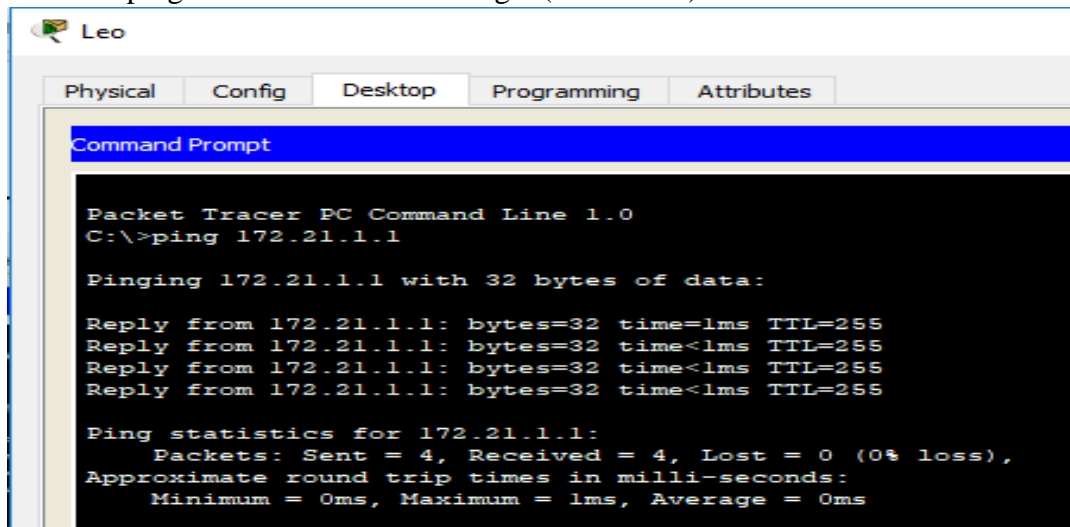 Leo
Physical Config Desktop Programming Attributes
Command Prompt
Packet Tracer PC Command Line 1.0
C:\>ping 172.21.1.1
Pinging 172.21.1.1 with 32 bytes of data:
Reply from 172.21.1.1: bytes=32 time=1ms TTL=255
Reply from 172.21.1.1: bytes=32 time<1ms TTL=255
Reply from 172.21.1.1: bytes=32 time<1ms TTL=255
Reply from 172.21.1.1: bytes=32 time<1ms TTL=255
Ping statistics for 172.21.1.1:
Packets: Sent = 4, Received = 4, Lost = 0 (0% loss),
Approximate round trip times in milli-seconds:
Minimum = 0ms, Maximum = 1ms, Average = 0ms